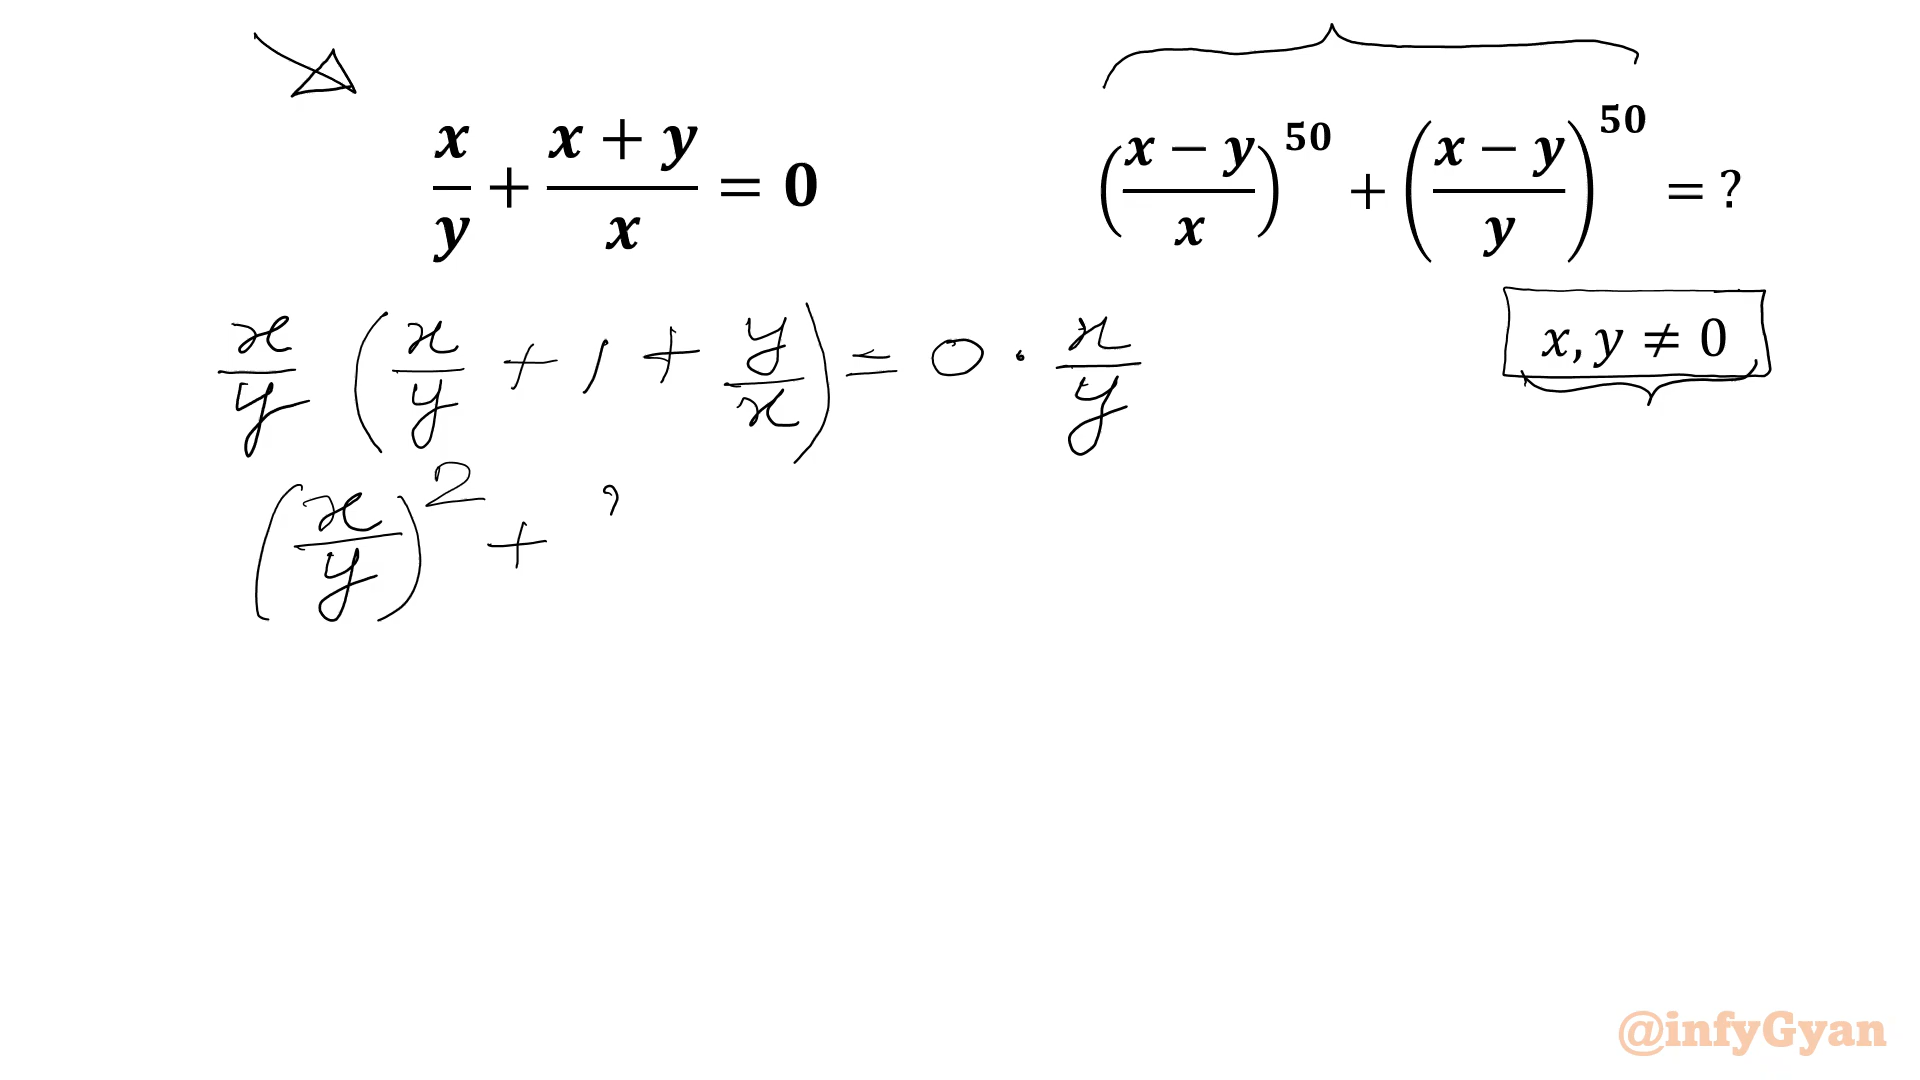 x/y + (x + y)/x = 0
((x − y)/x)^50 + ((x − y)/y)^50 = ?
x, y ≠ 0
x/y (x/y + 1 + y/x) = 0 · x/y
(x/y)^2 +
@infyGyan